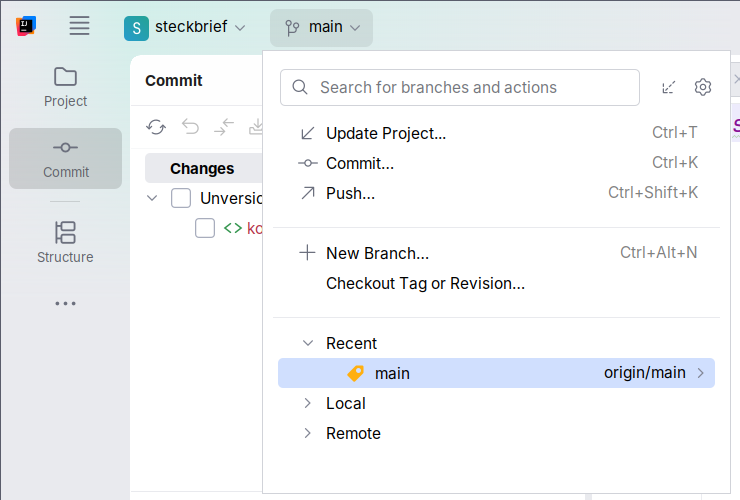 S steckbrief main
Search for branches and actions
Project
Commit
Structure
Commit
Changes
Update Project... Ctrl+T
Commit... Ctrl+K
Push... Ctrl+Shift+K
New Branch... Ctrl+Alt+N
Checkout Tag or Revision...
Recent
main origin/main
Local
Remote